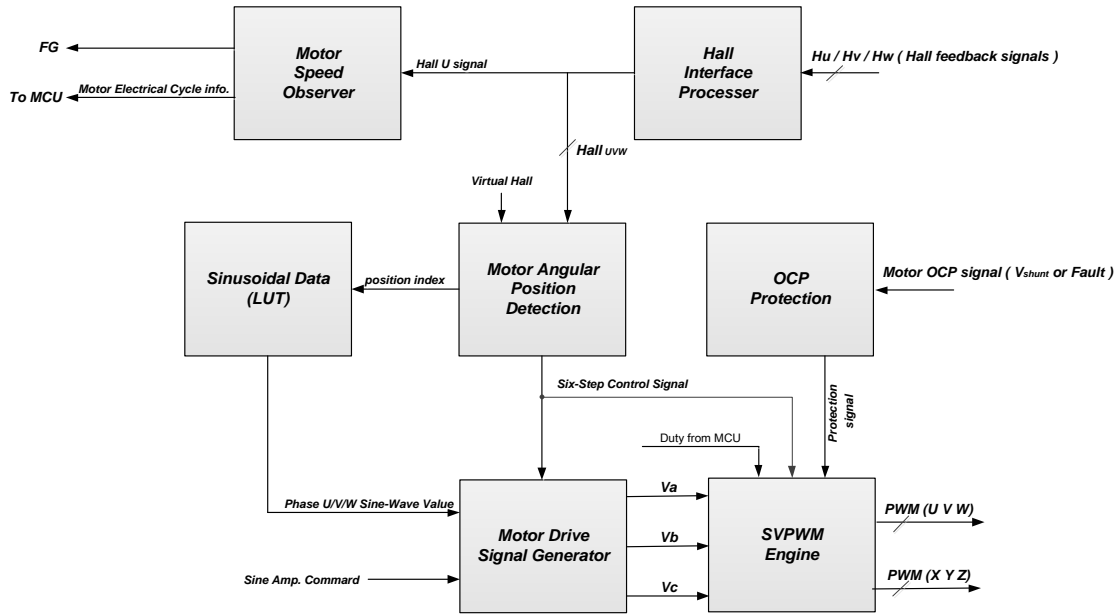 FG
Motor
Speed
Observer
Hall U signal
Hall
Interface
Processer
Hu / Hv / Hw ( Hall feedback signals )
To MCU
Motor Electrical Cycle info.
Hall UVW
Virtual Hall
Sinusoidal Data
(LUT)
position index
Motor Angular
Position
Detection
OCP
Protection
Motor OCP signal ( Vshunt or Fault )
Six-Step Control Signal
Protection
signal
Duty from MCU
Phase U/V/W Sine-Wave Value
Motor Drive
Signal Generator
Va
Vb
Vc
SVPWM
Engine
PWM (U V W)
PWM (X Y Z)
Sine Amp. Commard